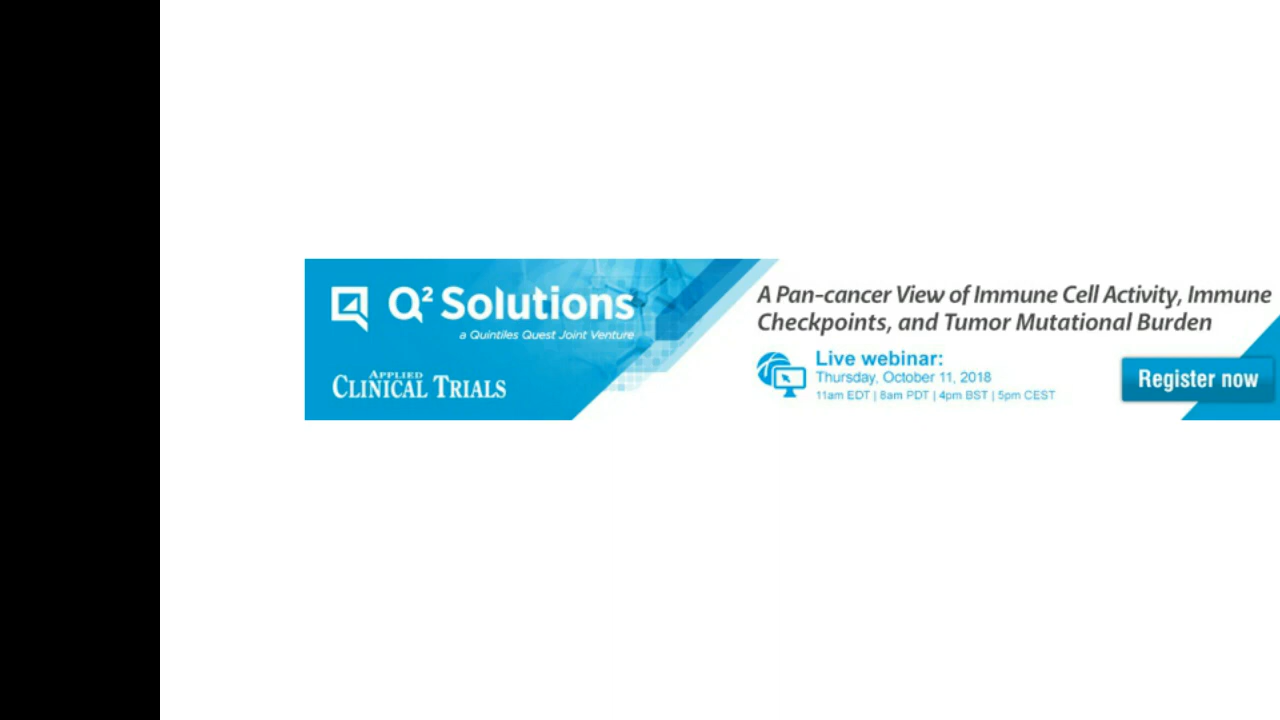 Q² Solutions
a Quintiles Quest Joint Venture
APPLIED
CLINICAL TRIALS
A Pan-cancer View of Immune Cell Activity, Immune
Checkpoints, and Tumor Mutational Burden
Live webinar:
Thursday, October 11, 2018
11am EDT | 8am PDT | 4pm BST | 5pm CEST
Register now